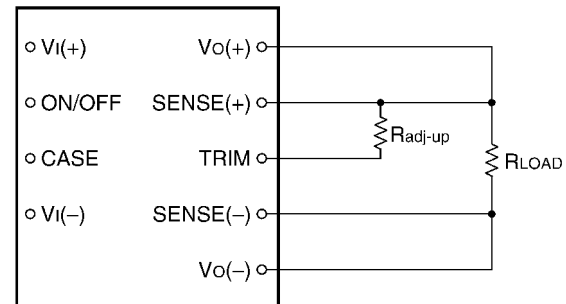 VI(+)
VO(+)
ON/OFF
SENSE(+)
CASE
TRIM
Radj-up
RLOAD
VI(–)
SENSE(–)
VO(–)